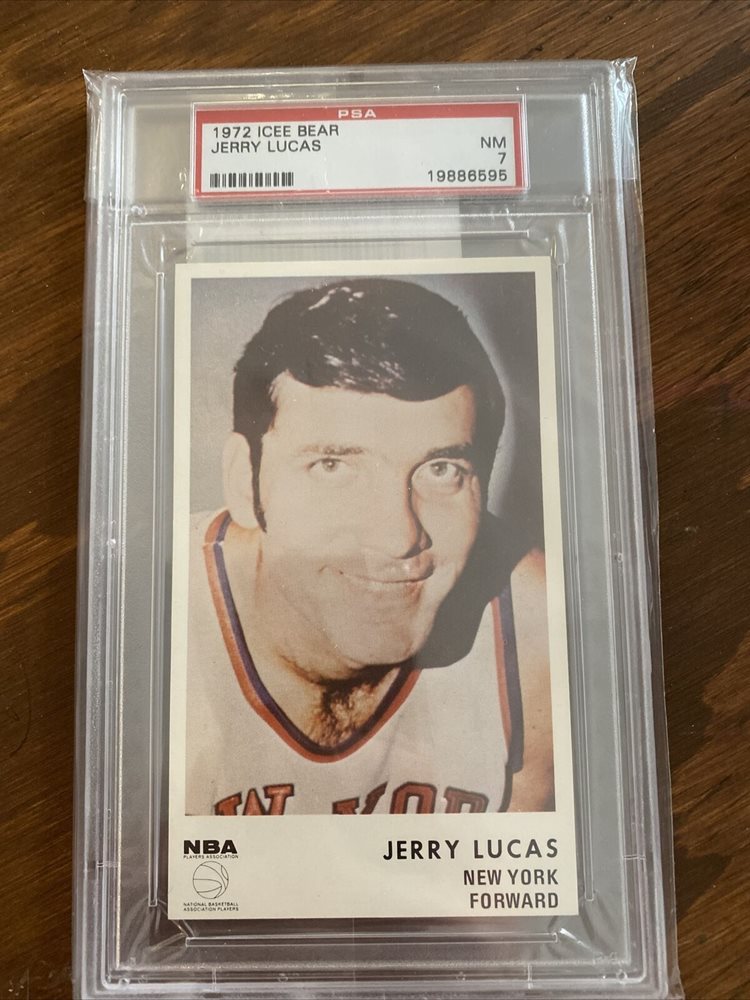 PSA
1972 ICEE BEAR
JERRY LUCAS
NM
7
19886595
W YOR
NBA
PLAYERS ASSOCIATION
NATIONAL BASKETBALL
ASSOCIATION PLAYERS
JERRY LUCAS
NEW YORK
FORWARD